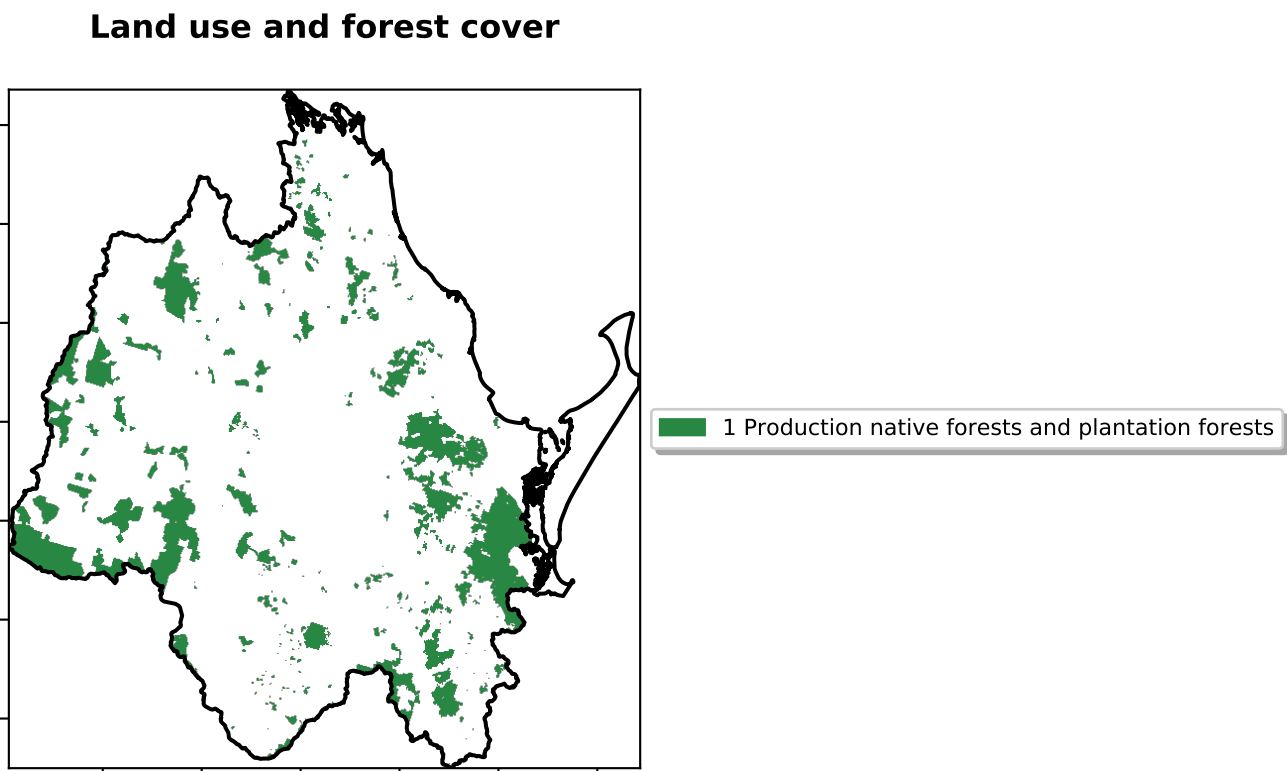 Land use and forest cover
1 Production native forests and plantation forests